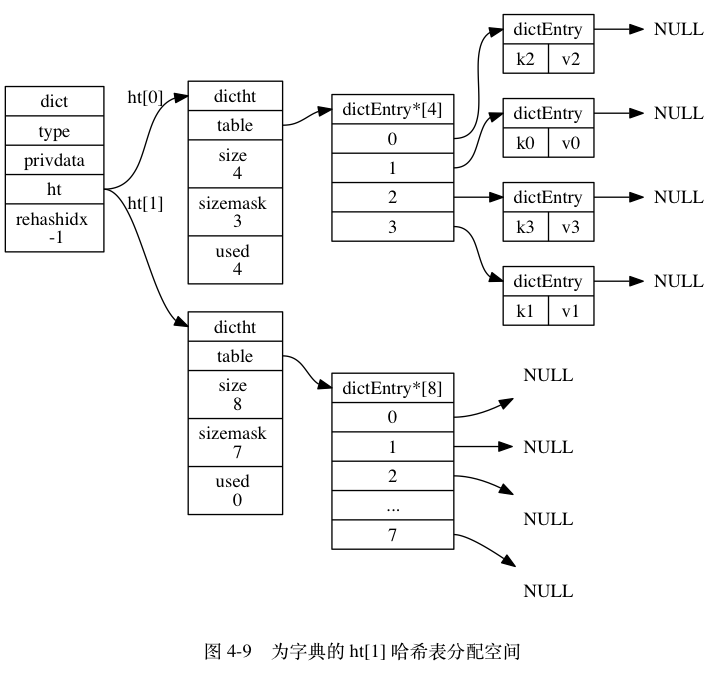 dict
type
privdata
ht
rehashidx
-1
ht[0]
ht[1]
dictht
table
size
4
sizemask
3
used
4
dictEntry*[4]
0
1
2
3
dictEntry
k2 v2
NULL
dictEntry
k0 v0
NULL
dictEntry
k3 v3
NULL
dictEntry
k1 v1
NULL
dictht
table
size
8
sizemask
7
used
0
dictEntry*[8]
0
1
2
...
7
NULL
NULL
NULL
NULL
图 4-9 为字典的 ht[1] 哈希表分配空间